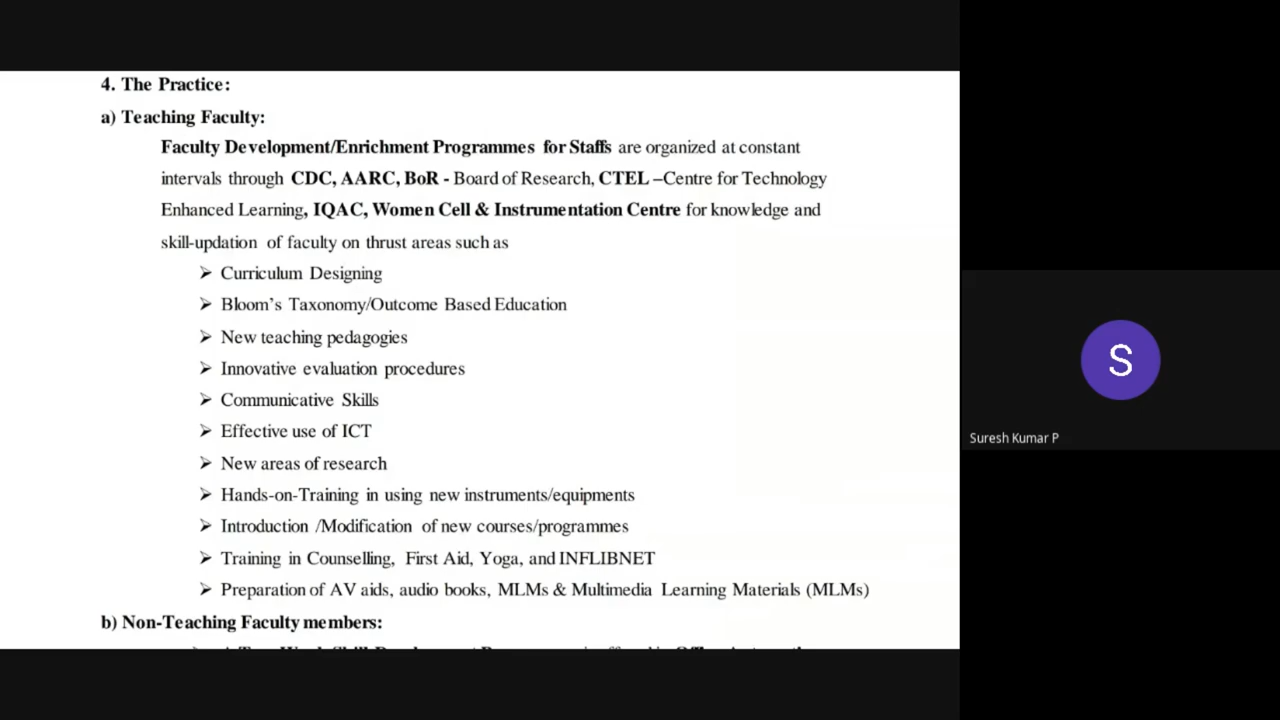 4. The Practice:
a) Teaching Faculty:
Faculty Development/Enrichment Programmes for Staffs are organized at constant
intervals through CDC, AARC, BoR - Board of Research, CTEL –Centre for Technology
Enhanced Learning, IQAC, Women Cell & Instrumentation Centre for knowledge and
skill-updation of faculty on thrust areas such as
➢ Curriculum Designing
➢ Bloom’s Taxonomy/Outcome Based Education
➢ New teaching pedagogies
➢ Innovative evaluation procedures
➢ Communicative Skills
➢ Effective use of ICT
➢ New areas of research
➢ Hands-on-Training in using new instruments/equipments
➢ Introduction /Modification of new courses/programmes
➢ Training in Counselling, First Aid, Yoga, and INFLIBNET
➢ Preparation of AV aids, audio books, MLMs & Multimedia Learning Materials (MLMs)
b) Non-Teaching Faculty members:
S
Suresh Kumar P